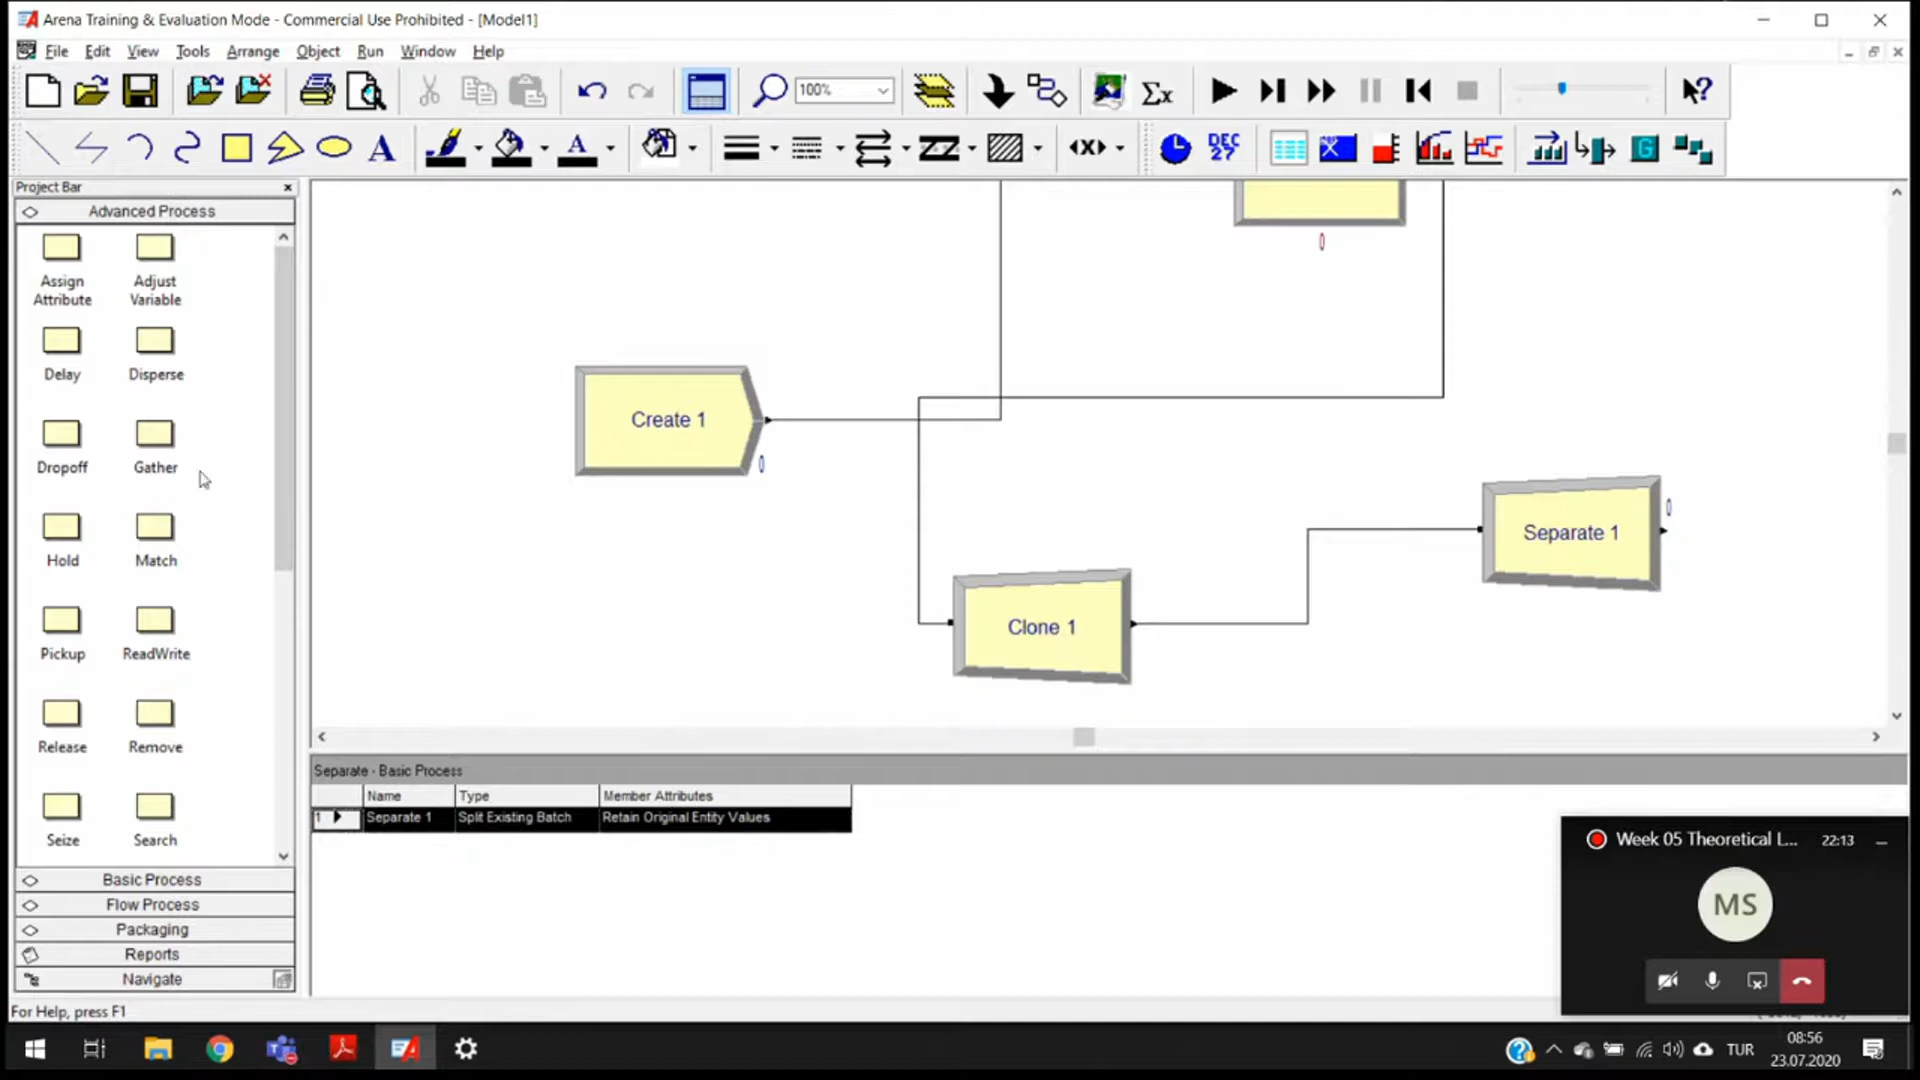 Arena Training & Evaluation Mode - Commercial Use Prohibited - [Model1]
File Edit View Tools Arrange Object Run Window Help
100%
Σx
DEC 27
Project Bar
Advanced Process
Assign Attribute
Adjust Variable
Delay
Disperse
Dropoff
Gather
Hold
Match
Pickup
ReadWrite
Release
Remove
Seize
Search
Basic Process
Flow Process
Packaging
Reports
Navigate
0
Create 1
0
Clone 1
Separate 1
0
Separate - Basic Process
Name Type Member Attributes
1 Separate 1 Split Existing Batch Retain Original Entity Values
Week 05 Theoretical L... 22:13
MS
For Help, press F1
TUR
08:56
23.07.2020